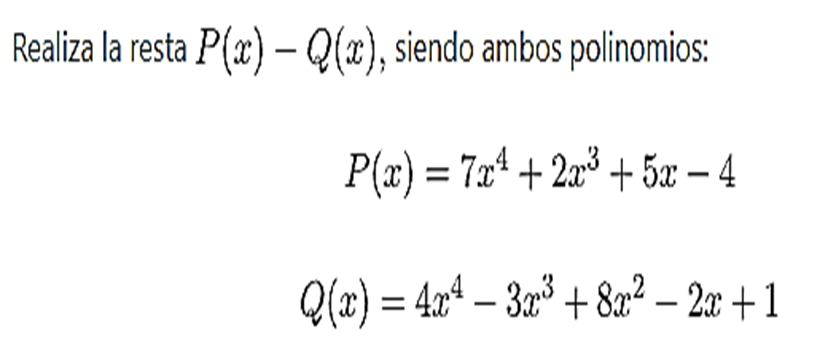 Realiza la resta P(x) − Q(x), siendo ambos polinomios:
P(x) = 7x⁴ + 2x³ + 5x − 4
Q(x) = 4x⁴ − 3x³ + 8x² − 2x + 1